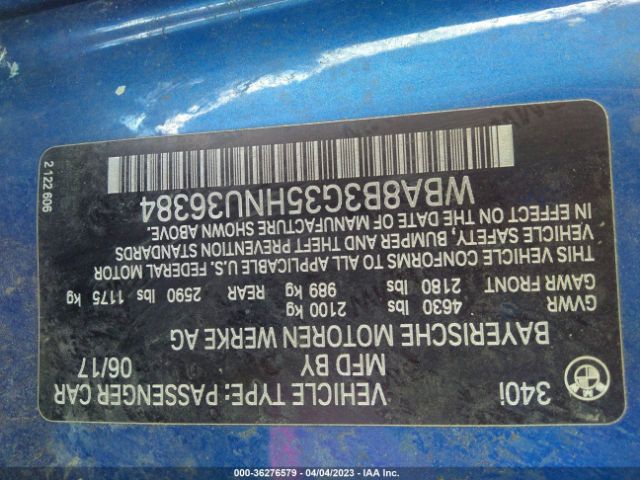 340i
VEHICLE TYPE: PASSENGER CAR
MFD BY 06/17
BAYERISCHE MOTOREN WERKE AG
GVWR 4630 lbs 2100 kg
GAWR FRONT 2180 lbs 989 kg REAR 2590 lbs 1175 kg
THIS VEHICLE CONFORMS TO ALL APPLICABLE U.S. FEDERAL MOTOR
VEHICLE SAFETY, BUMPER AND THEFT PREVENTION STANDARDS
IN EFFECT ON THE DATE OF MANUFACTURE SHOWN ABOVE.
WBA8B3G35HNU36384
2 122 606
000-36276579 - 04/04/2023 - IAA Inc.